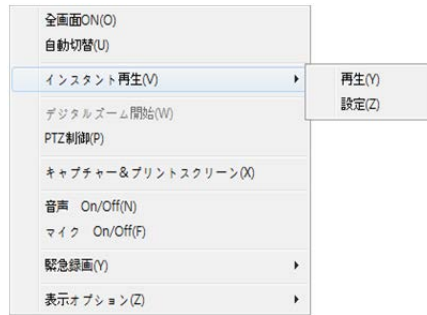 全画面ON(O)
自動切替(U)
インスタント再生(V)
再生(Y)
設定(Z)
デジタルズーム開始(W)
PTZ制御(P)
キャプチャー&プリントスクリーン(X)
音声 On/Off(N)
マイク On/Off(F)
緊急録画(Y)
表示オプション(Z)